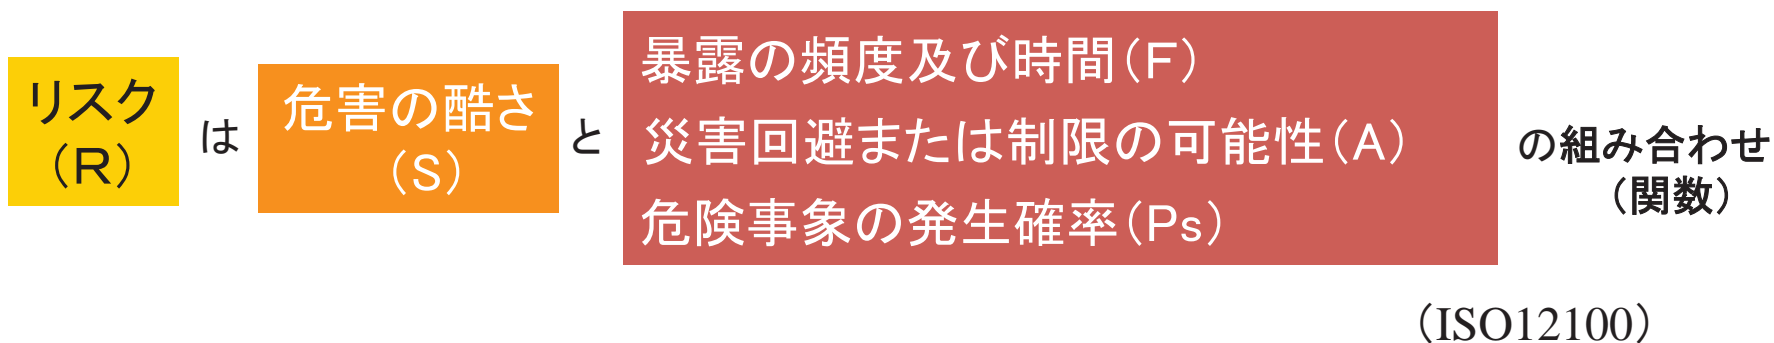 リスク
（R）
は
危害の酷さ
（S）
と
暴露の頻度及び時間（F）
災害回避または制限の可能性（A）
危険事象の発生確率（Ps）
の組み合わせ
（関数）
（ISO12100）